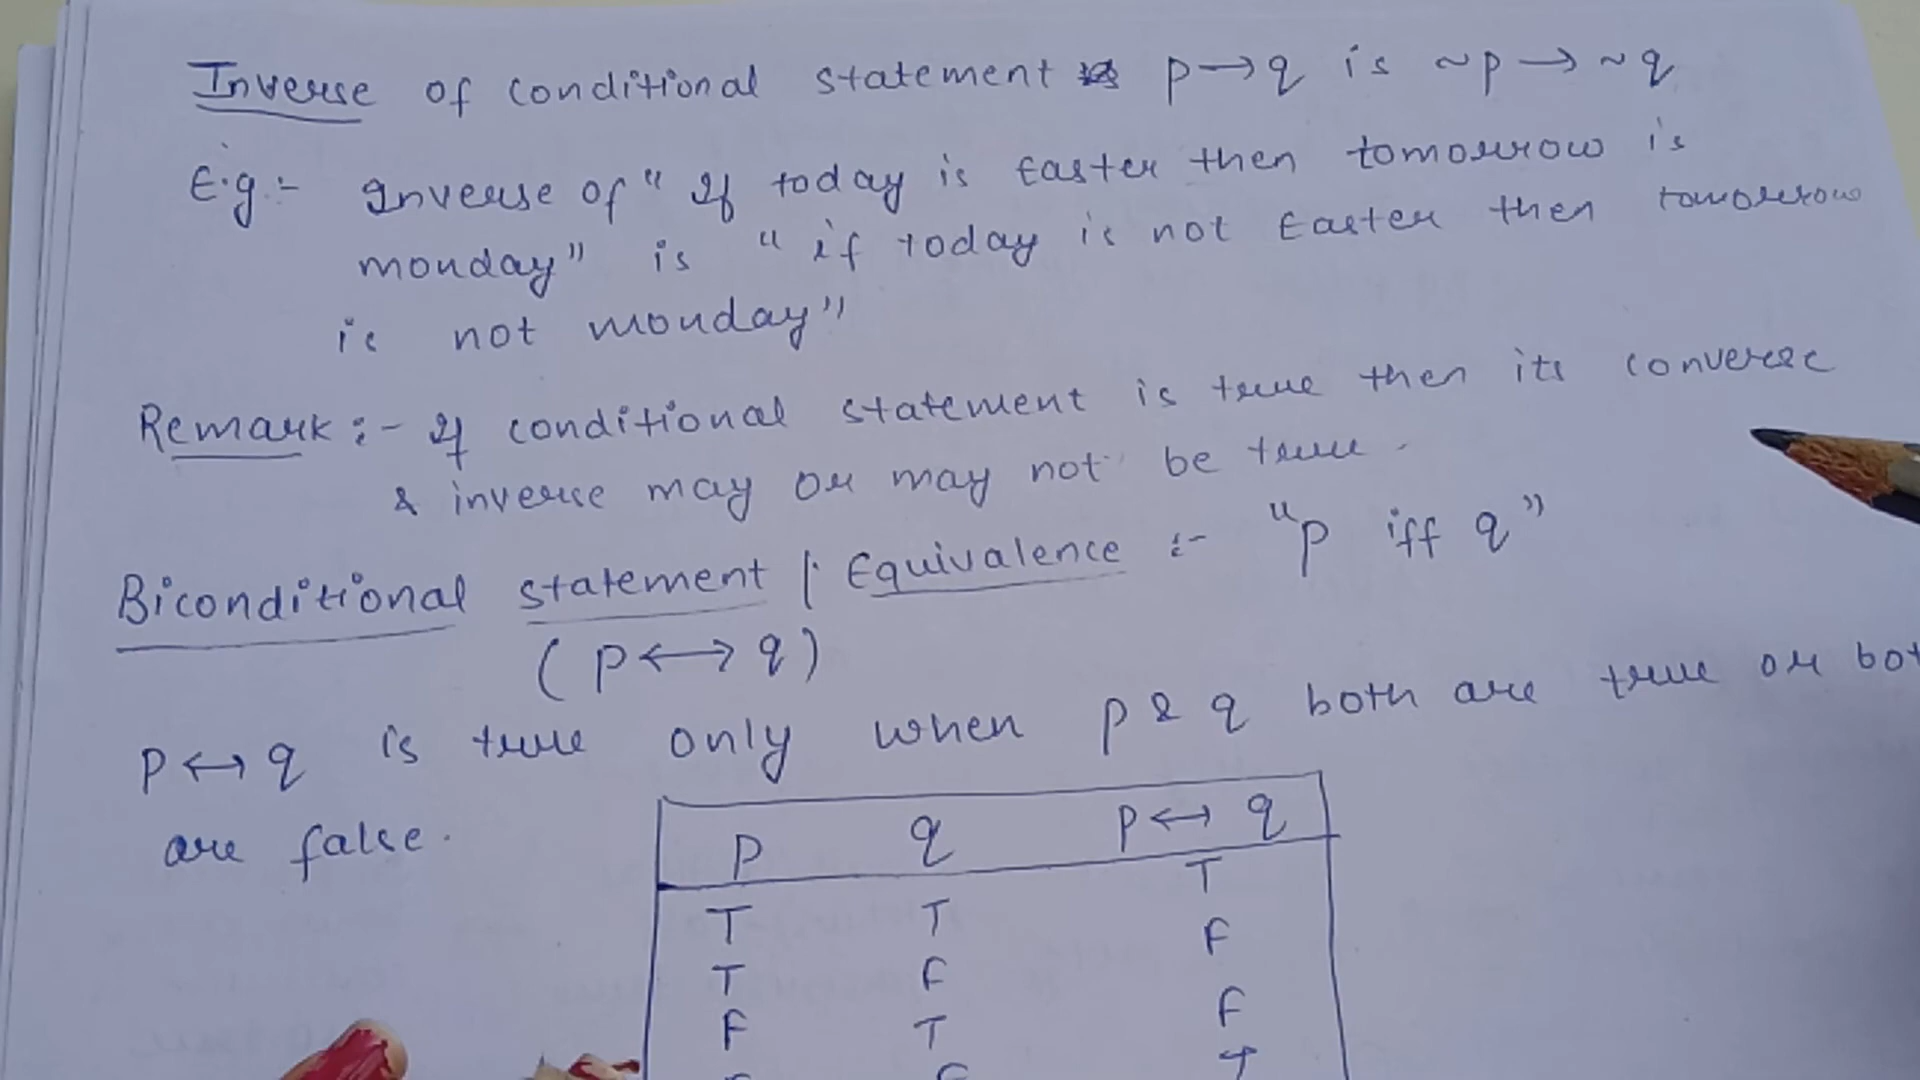 Inverse of conditional statement p→q is ~p→~q
E.g:- Inverse of "If today is Easter then tomorrow is
monday" is "if today is not Easter then tomorrow
is not monday"
Remark:- If conditional statement is true then its converse
& inverse may or may not be true.
Biconditional statement / Equivalence :- "p iff q"
(p↔q)
p↔q is true only when p & q both are true or bot
are false.
p q p↔q
T T T
T F F
F T F
T